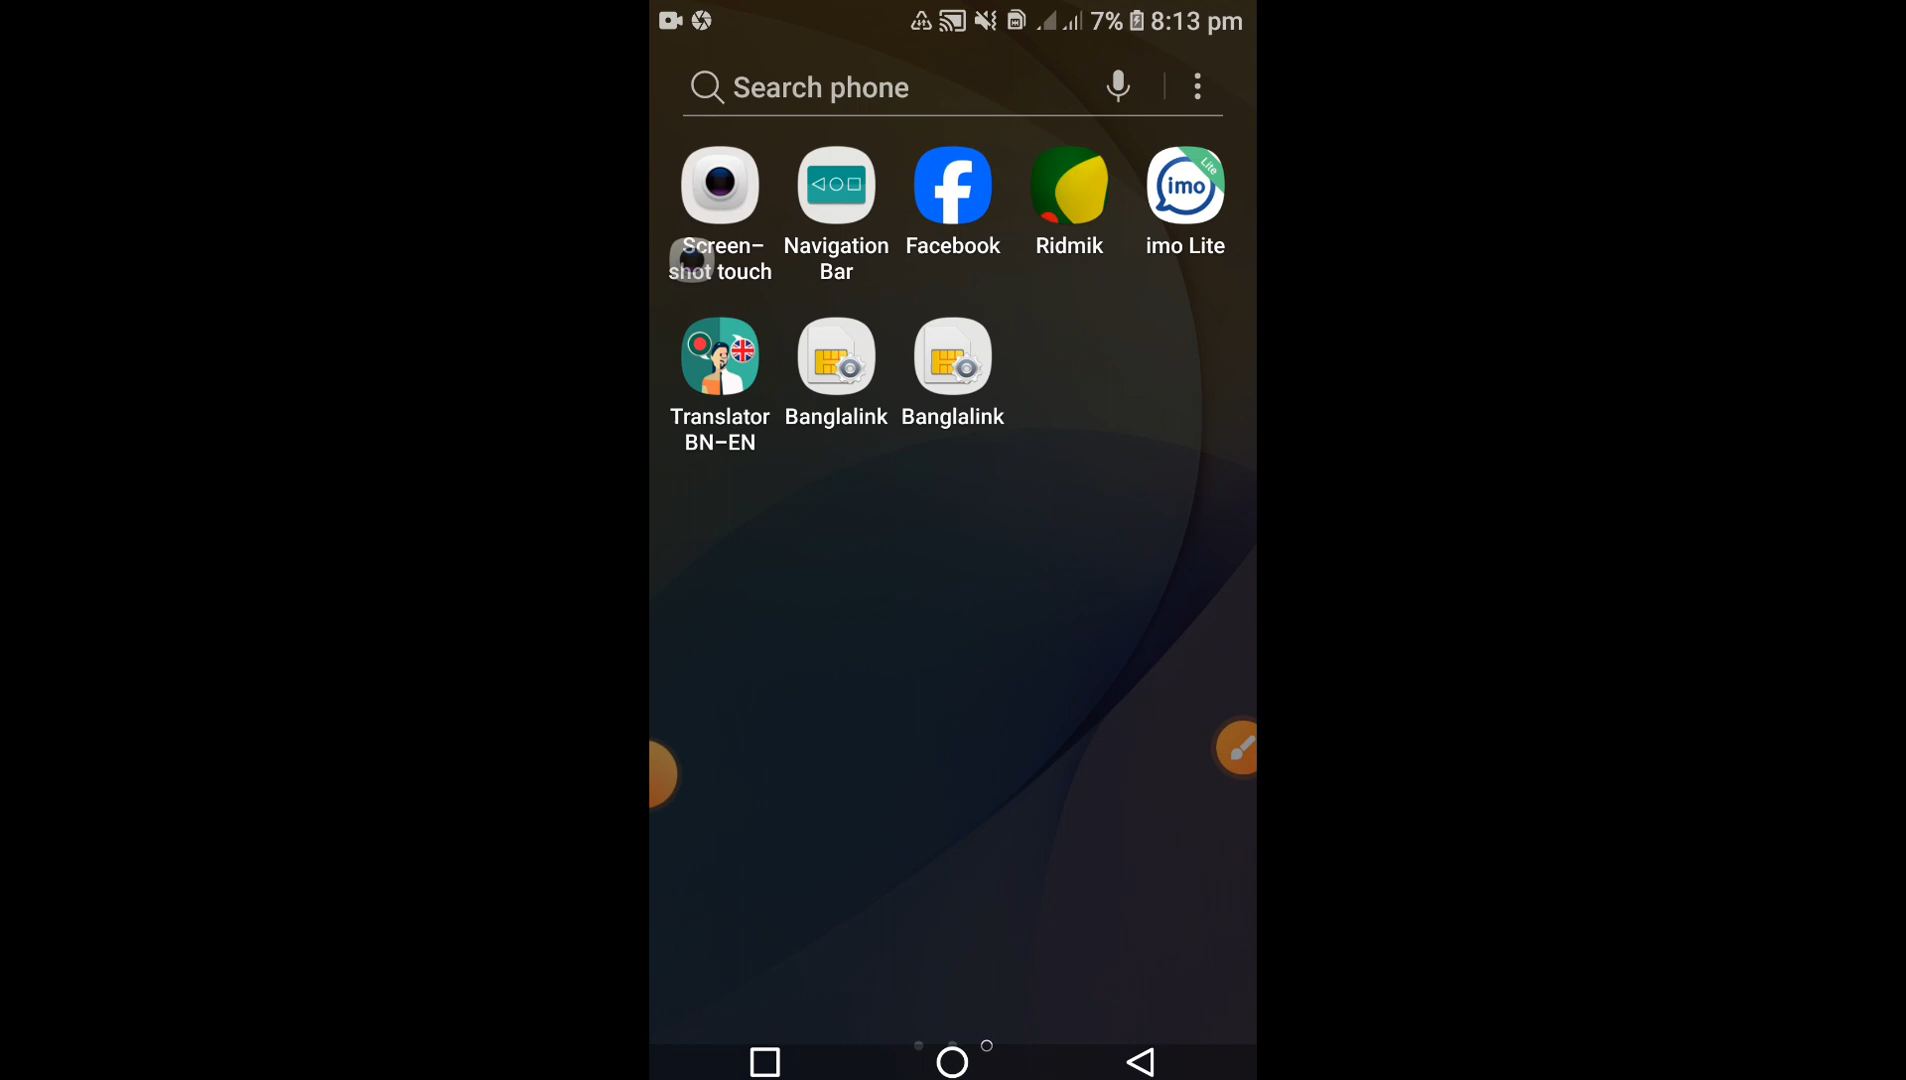 7% 8:13 pm
Search phone
Lite
imo
Screen-
shot touch
Navigation
Bar
Facebook
Ridmik
imo Lite
Translator
BN-EN
Banglalink
Banglalink